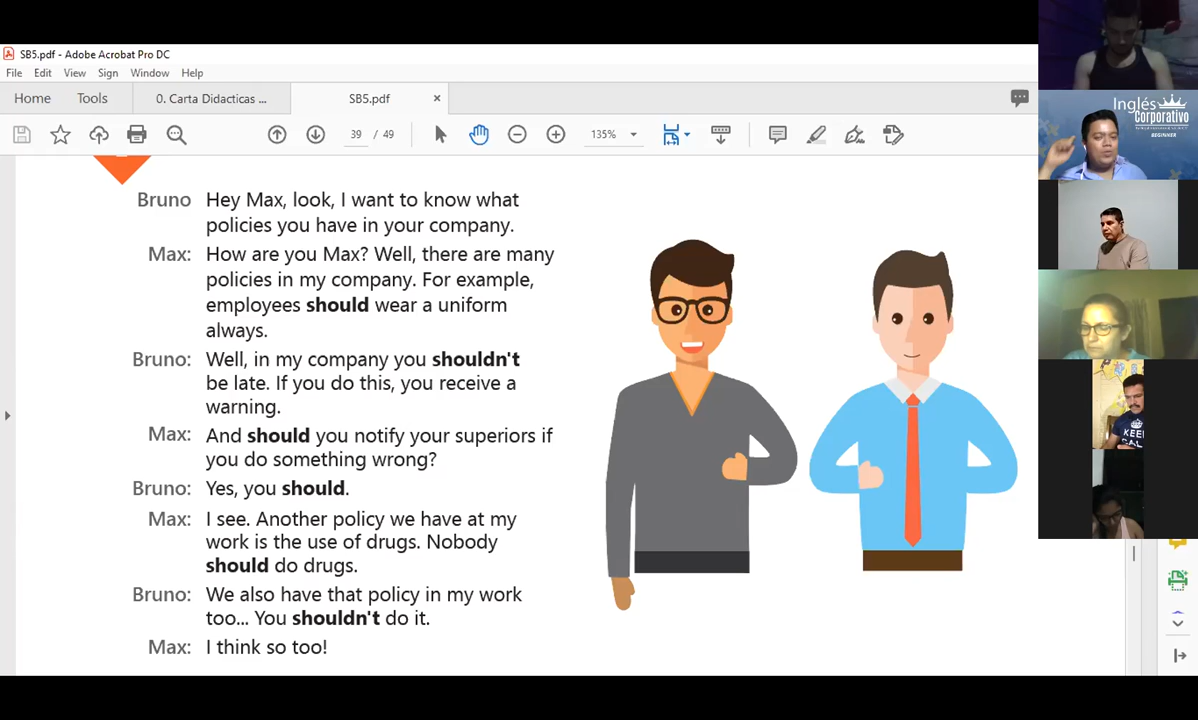 SB5.pdf - Adobe Acrobat Pro DC
File Edit View Sign Window Help
Home Tools 0. Carta Didacticas ... SB5.pdf ×
39 / 49 135%
Bruno Hey Max, look, I want to know what
policies you have in your company.
Max: How are you Max? Well, there are many
policies in my company. For example,
employees should wear a uniform
always.
Bruno: Well, in my company you shouldn't
be late. If you do this, you receive a
warning.
Max: And should you notify your superiors if
you do something wrong?
Bruno: Yes, you should.
Max: I see. Another policy we have at my
work is the use of drugs. Nobody
should do drugs.
Bruno: We also have that policy in my work
too... You shouldn't do it.
Max: I think so too!
Inglés
Corporativo
BEGINNER
KEEP
CAL